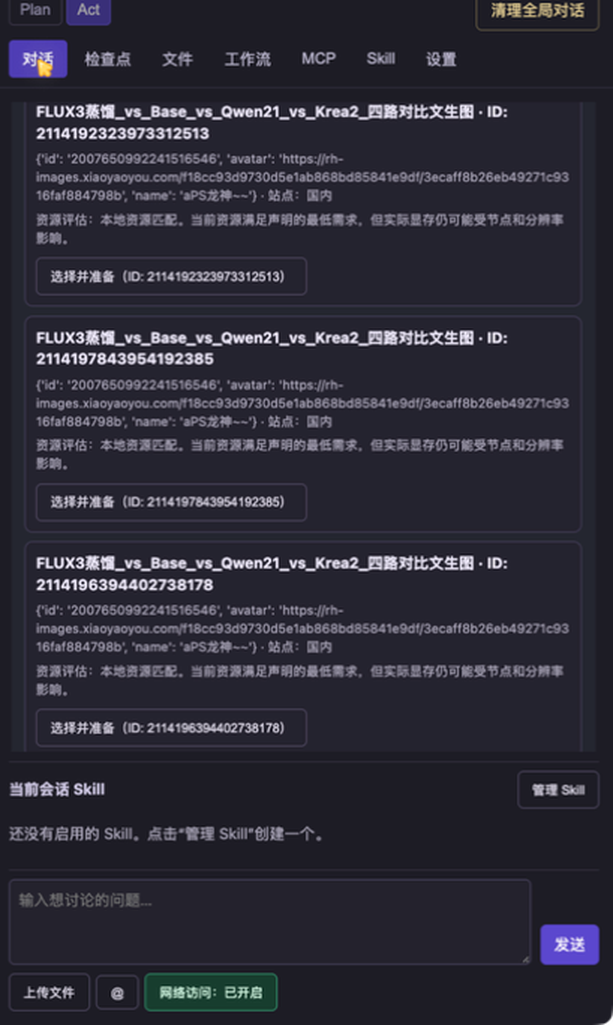 Plan Act 清理全局对话
对话 检查点 文件 工作流 MCP Skill 设置
FLUX3蒸馏_vs_Base_vs_Qwen21_vs_Krea2_四路对比文生图 · ID:
2114192323973312513
{'id': '2007650992241516546', 'avatar': 'https://rh-
images.xiaoyaoyou.com/f18cc93d9730d5e1ab868bd85841e9df/3ecaff8b26eb49271c93
16faf884798b', 'name': 'aPS龙神~~'} · 站点：国内
资源评估：本地资源匹配。当前资源满足声明的最低需求，但实际显存仍可能受节点和分辨率
影响。
选择并准备（ID: 2114192323973312513）
FLUX3蒸馏_vs_Base_vs_Qwen21_vs_Krea2_四路对比文生图 · ID:
2114197843954192385
{'id': '2007650992241516546', 'avatar': 'https://rh-
images.xiaoyaoyou.com/f18cc93d9730d5e1ab868bd85841e9df/3ecaff8b26eb49271c93
16faf884798b', 'name': 'aPS龙神~~'} · 站点：国内
资源评估：本地资源匹配。当前资源满足声明的最低需求，但实际显存仍可能受节点和分辨率
影响。
选择并准备（ID: 2114197843954192385）
FLUX3蒸馏_vs_Base_vs_Qwen21_vs_Krea2_四路对比文生图 · ID:
2114196394402738178
{'id': '2007650992241516546', 'avatar': 'https://rh-
images.xiaoyaoyou.com/f18cc93d9730d5e1ab868bd85841e9df/3ecaff8b26eb49271c93
16faf884798b', 'name': 'aPS龙神~~'} · 站点：国内
资源评估：本地资源匹配。当前资源满足声明的最低需求，但实际显存仍可能受节点和分辨率
影响。
选择并准备（ID: 2114196394402738178）
当前会话 Skill 管理 Skill
还没有启用的 Skill。点击“管理 Skill”创建一个。
输入想讨论的问题...
发送
上传文件 @ 网络访问：已开启